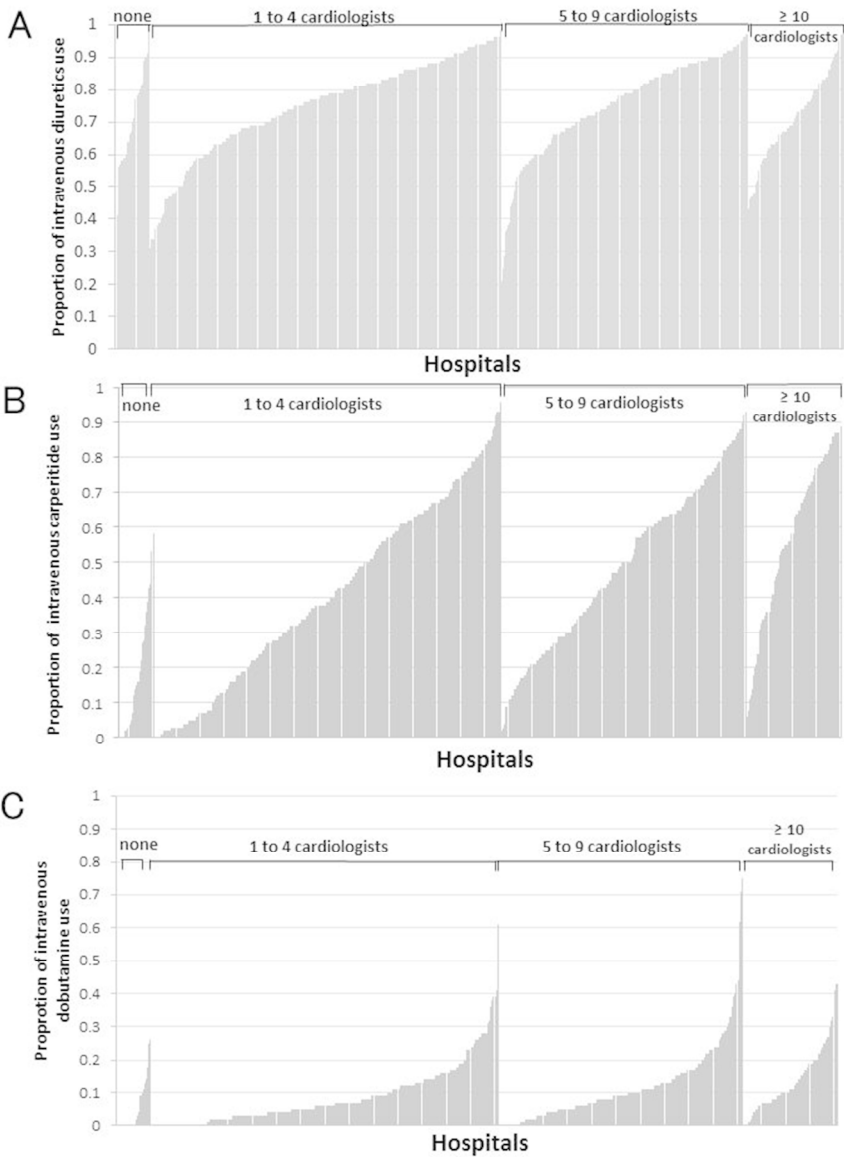 A
Proportion of intravenous diuretics use
none
1 to 4 cardiologists
5 to 9 cardiologists
≥ 10
cardiologists
1
0.9
0.8
0.7
0.6
0.5
0.4
0.3
0.2
0.1
0
Hospitals
B
Proportion of intravenous carperitide use
none
1 to 4 cardiologists
5 to 9 cardiologists
≥ 10
cardiologists
1
0.9
0.8
0.7
0.6
0.5
0.4
0.3
0.2
0.1
0
Hospitals
C
Proprotion of intravenous
dobutamine use
none
1 to 4 cardiologists
5 to 9 cardiologists
≥ 10
cardiologists
1
0.9
0.8
0.7
0.6
0.5
0.4
0.3
0.2
0.1
0
Hospitals